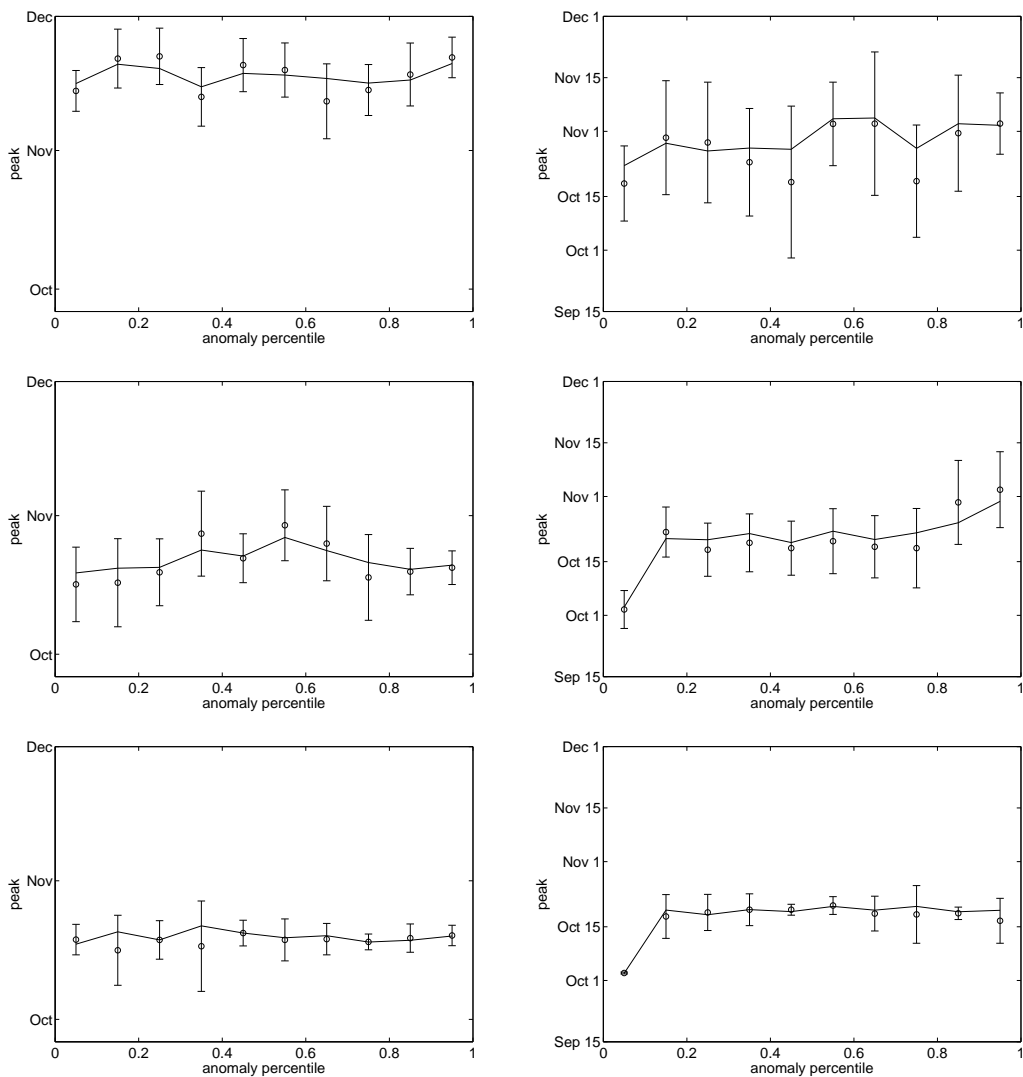 Dec
Nov
Oct
peak
0 0.2 0.4 0.6 0.8 1
anomaly percentile
Dec 1
Nov 15
Nov 1
Oct 15
Oct 1
Sep 15
peak
0 0.2 0.4 0.6 0.8 1
anomaly percentile
Dec
Nov
Oct
peak
0 0.2 0.4 0.6 0.8 1
anomaly percentile
Dec 1
Nov 15
Nov 1
Oct 15
Oct 1
Sep 15
peak
0 0.2 0.4 0.6 0.8 1
anomaly percentile
Dec
Nov
Oct
peak
0 0.2 0.4 0.6 0.8 1
anomaly percentile
Dec 1
Nov 15
Nov 1
Oct 15
Oct 1
Sep 15
peak
0 0.2 0.4 0.6 0.8 1
anomaly percentile